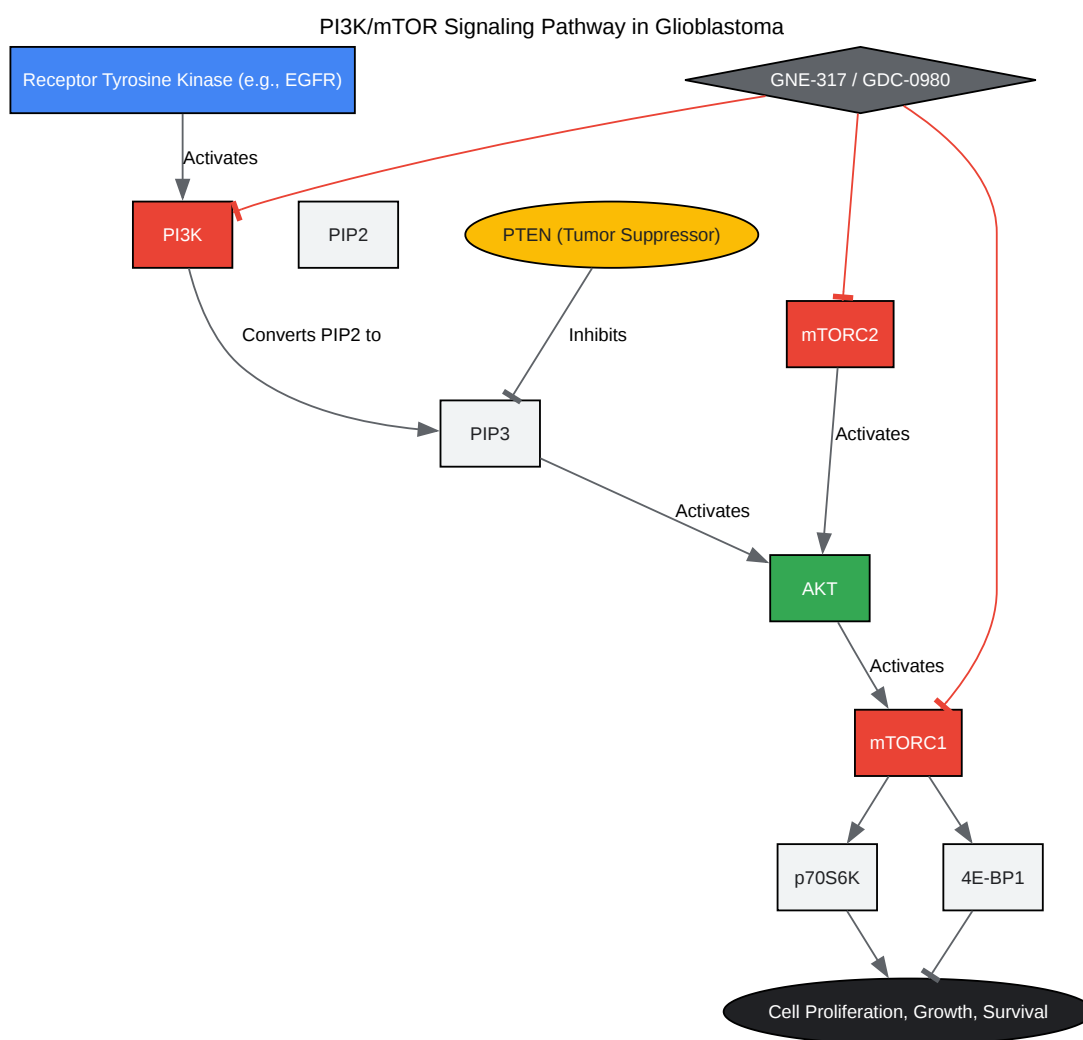 PI3K/mTOR Signaling Pathway in Glioblastoma
Receptor Tyrosine Kinase (e.g., EGFR)
GNE-317 / GDC-0980
Activates
PI3K
PIP2
PTEN (Tumor Suppressor)
Converts PIP2 to
Inhibits
mTORC2
PIP3
Activates
Activates
AKT
Activates
mTORC1
p70S6K
4E-BP1
Cell Proliferation, Growth, Survival